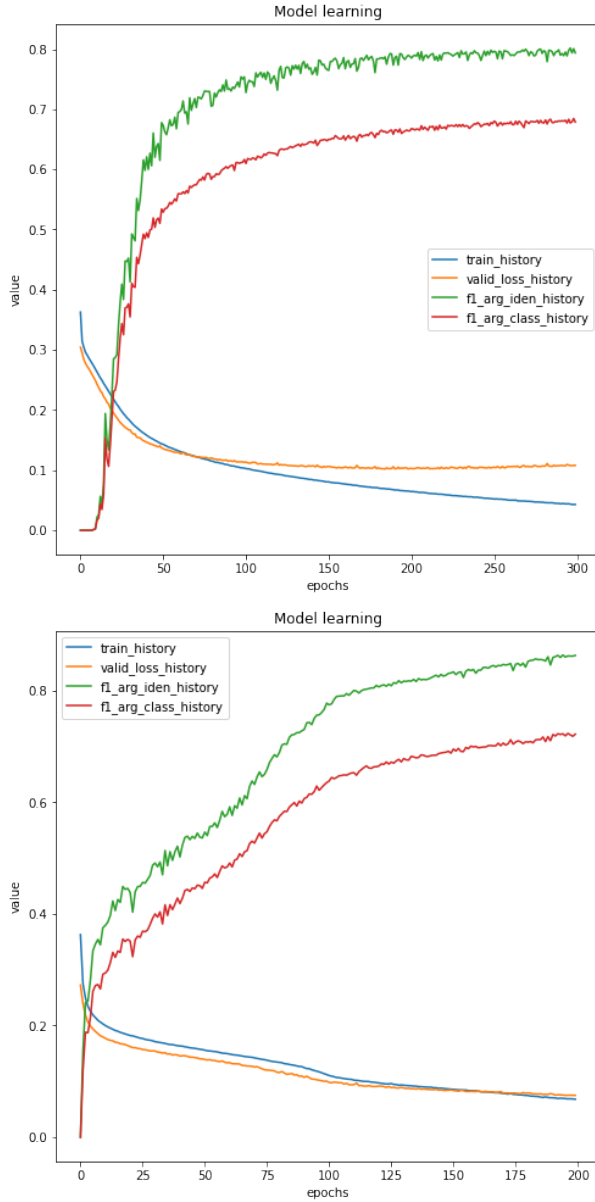 Model learning
0.8
0.7
0.6
0.5
0.4
0.3
0.2
0.1
0.0
value
train_history
valid_loss_history
f1_arg_iden_history
f1_arg_class_history
0 50 100 150 200 250 300
epochs
Model learning
train_history
valid_loss_history
f1_arg_iden_history
f1_arg_class_history
0.8
0.6
0.4
0.2
0.0
value
0 25 50 75 100 125 150 175 200
epochs